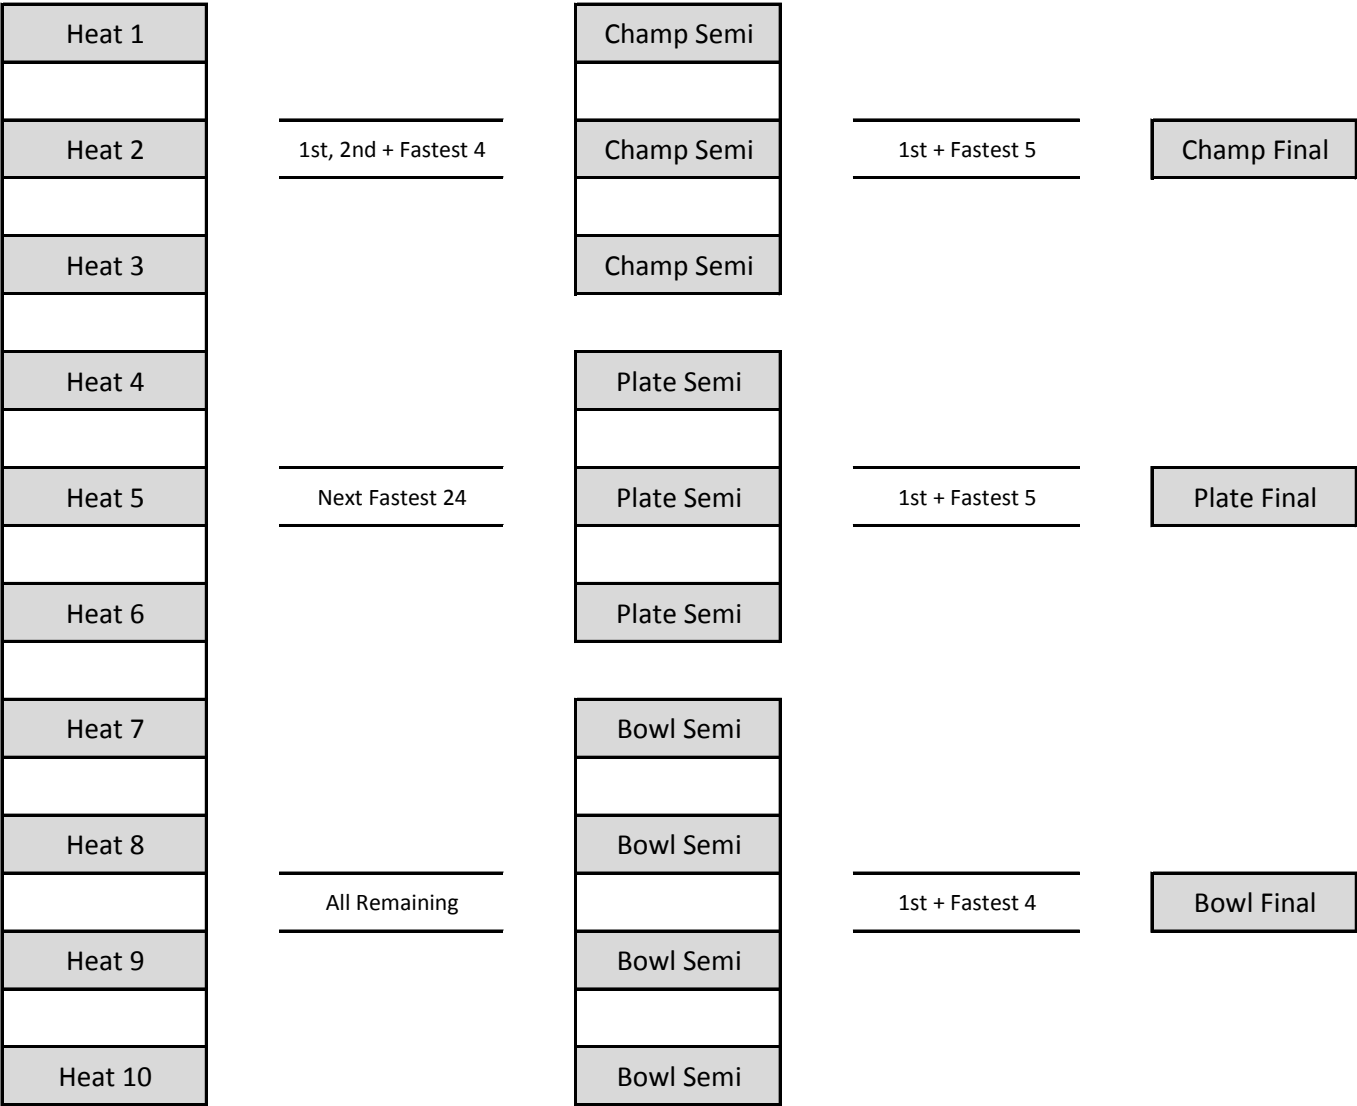 Heat 1
Champ Semi
Heat 2
1st, 2nd + Fastest 4
Champ Semi
1st + Fastest 5
Champ Final
Heat 3
Champ Semi
Heat 4
Plate Semi
Heat 5
Next Fastest 24
Plate Semi
1st + Fastest 5
Plate Final
Heat 6
Plate Semi
Heat 7
Bowl Semi
Heat 8
Bowl Semi
All Remaining
1st + Fastest 4
Bowl Final
Heat 9
Bowl Semi
Heat 10
Bowl Semi